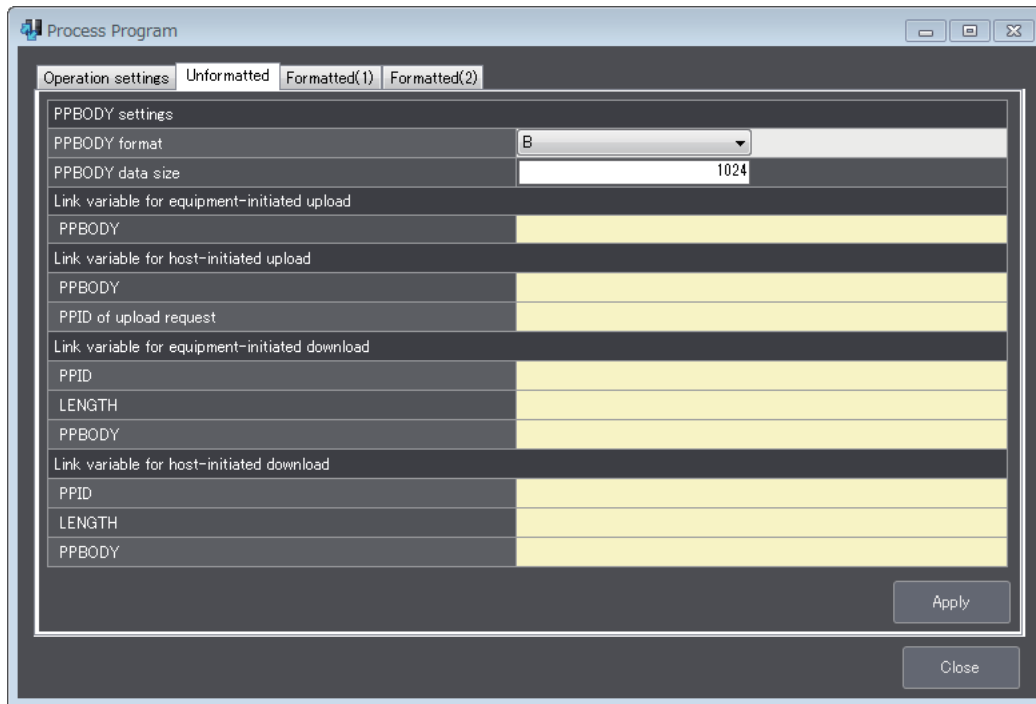 Process Program
Operation settings Unformatted Formatted(1) Formatted(2)
PPBODY settings
PPBODY format B
PPBODY data size 1024
Link variable for equipment-initiated upload
PPBODY
Link variable for host-initiated upload
PPBODY
PPID of upload request
Link variable for equipment-initiated download
PPID
LENGTH
PPBODY
Link variable for host-initiated download
PPID
LENGTH
PPBODY
Apply
Close